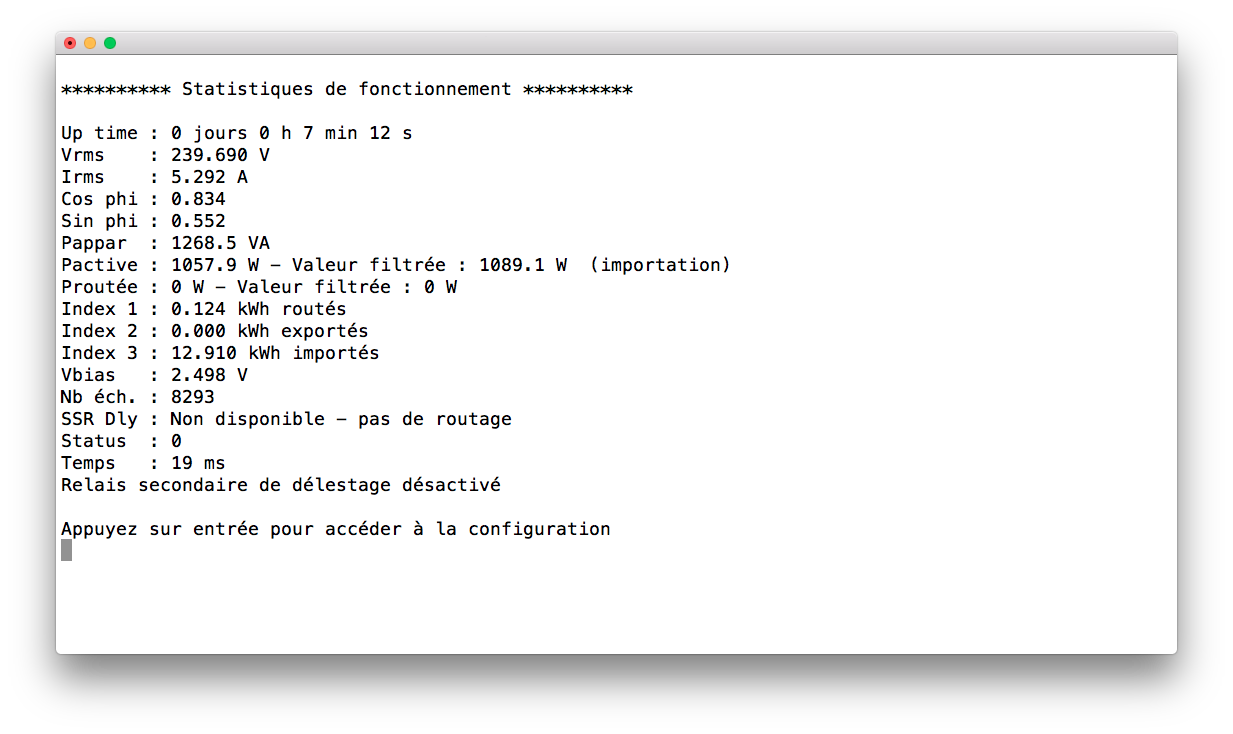 ********** Statistiques de fonctionnement **********
Up time : 0 jours 0 h 7 min 12 s
Vrms    : 239.690 V
Irms    : 5.292 A
Cos phi : 0.834
Sin phi : 0.552
Pappar  : 1268.5 VA
Pactive : 1057.9 W – Valeur filtrée : 1089.1 W  (importation)
Proutée : 0 W – Valeur filtrée : 0 W
Index 1 : 0.124 kWh routés
Index 2 : 0.000 kWh exportés
Index 3 : 12.910 kWh importés
Vbias   : 2.498 V
Nb éch. : 8293
SSR Dly : Non disponible – pas de routage
Status  : 0
Temps   : 19 ms
Relais secondaire de délestage désactivé
Appuyez sur entrée pour accéder à la configuration